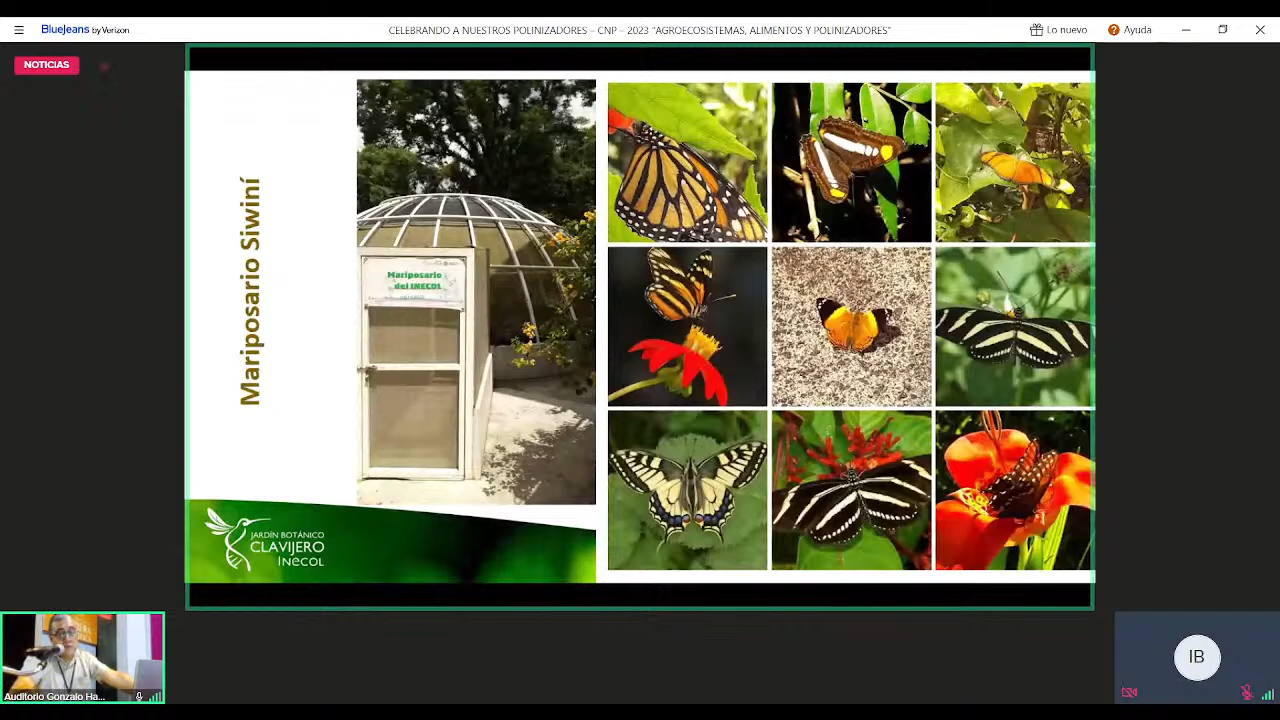 BlueJeans by Verizon
CELEBRANDO A NUESTROS POLINIZADORES – CNP – 2023 "AGROECOSISTEMAS, ALIMENTOS Y POLINIZADORES"
Lo nuevo
Ayuda
NOTICIAS
Mariposario Siwiní
Mariposario
del INECOL
JARDÍN BOTÁNICO
CLAVIJERO
INECOL
Auditorio Gonzalo Ha...
IB